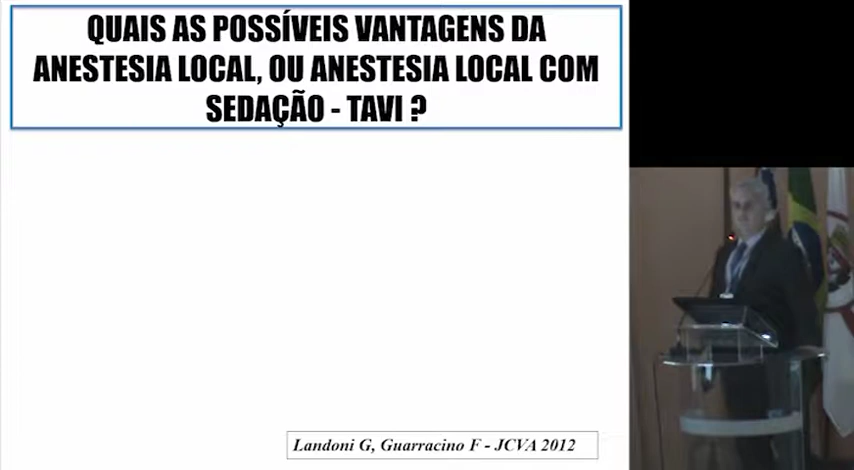 QUAIS AS POSSÍVEIS VANTAGENS DA
ANESTESIA LOCAL, OU ANESTESIA LOCAL COM
SEDAÇÃO - TAVI ?
Landoni G, Guarracino F - JCVA 2012